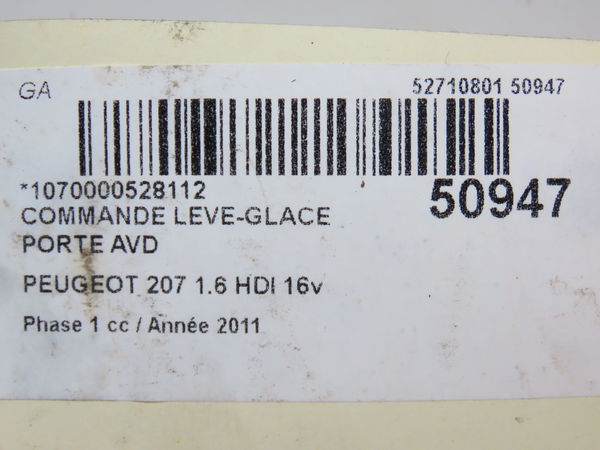 GA 52710801 50947
*1070000528112
50947
COMMANDE LEVE-GLACE
PORTE AVD
PEUGEOT 207 1.6 HDI 16v
Phase 1 cc / Année 2011